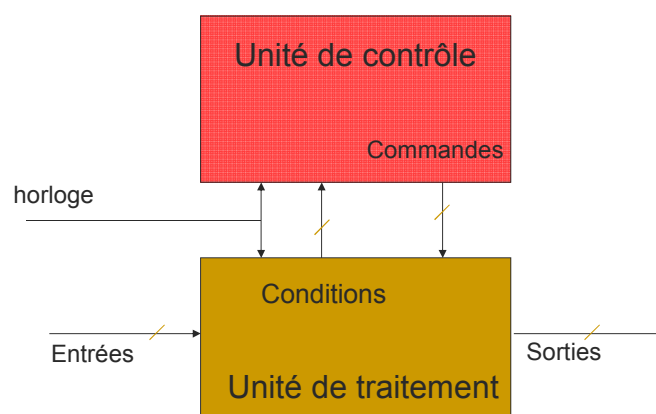 Unité de contrôle
Commandes
horloge
Conditions
Entrées
Sorties
Unité de traitement